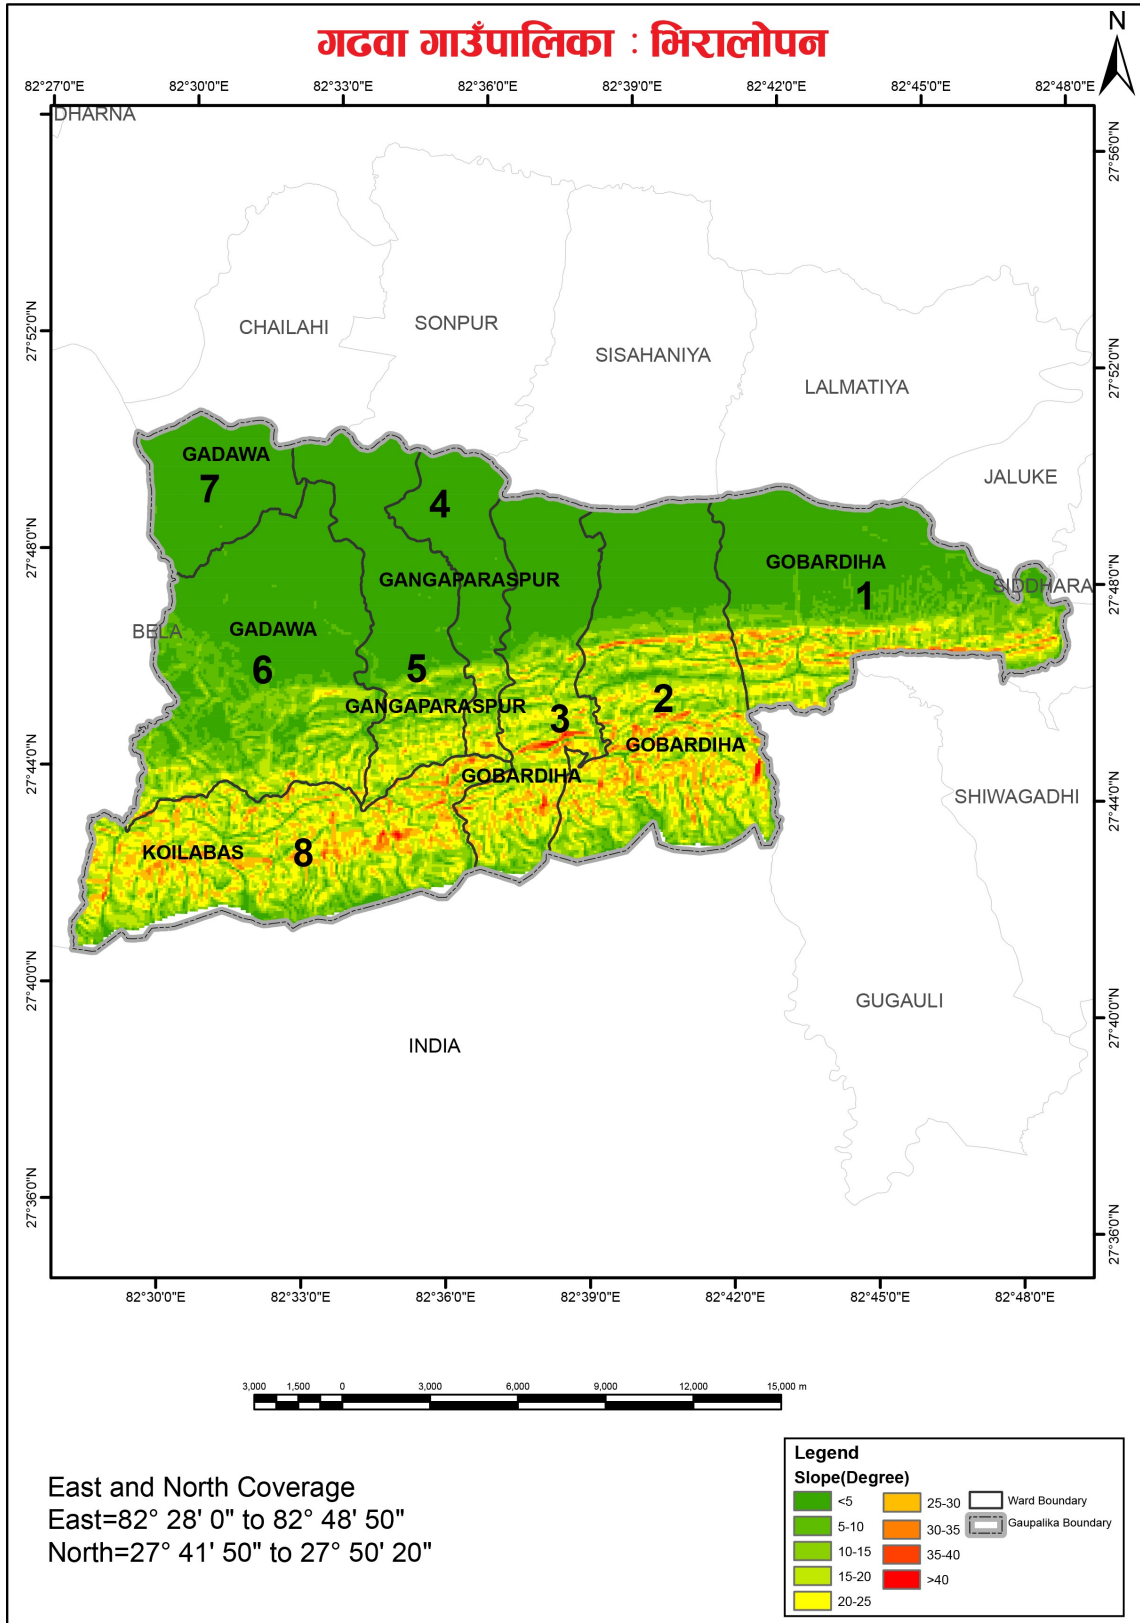 गढवा गाउँपालिका : भिरालोपन
N
82°27'0"E 82°30'0"E 82°33'0"E 82°36'0"E 82°39'0"E 82°42'0"E 82°45'0"E 82°48'0"E
DHARNA
27°56'0"N
CHAILAHI
SONPUR
SISAHANIYA
LALMATIYA
27°52'0"N
27°52'0"N
JALUKE
GADAWA
7
4
27°48'0"N
GANGAPARASPUR
GOBARDIHA
1
SIDDHARA
27°48'0"N
BELA
GADAWA
6
5
GANGAPARASPUR
3
2
GOBARDIHA
27°44'0"N
GOBARDIHA
SHIWAGADHI
27°44'0"N
KOILABAS
8
27°40'0"N
GUGAULI
27°40'0"N
INDIA
27°36'0"N
27°36'0"N
82°30'0"E 82°33'0"E 82°36'0"E 82°39'0"E 82°42'0"E 82°45'0"E 82°48'0"E
3,000 1,500 0 3,000 6,000 9,000 12,000 15,000 m
East and North Coverage
East=82° 28' 0" to 82° 48' 50"
North=27° 41' 50" to 27° 50' 20"
Legend
Slope(Degree)
<5
5-10
10-15
15-20
20-25
25-30
30-35
35-40
>40
Ward Boundary
Gaupalika Boundary